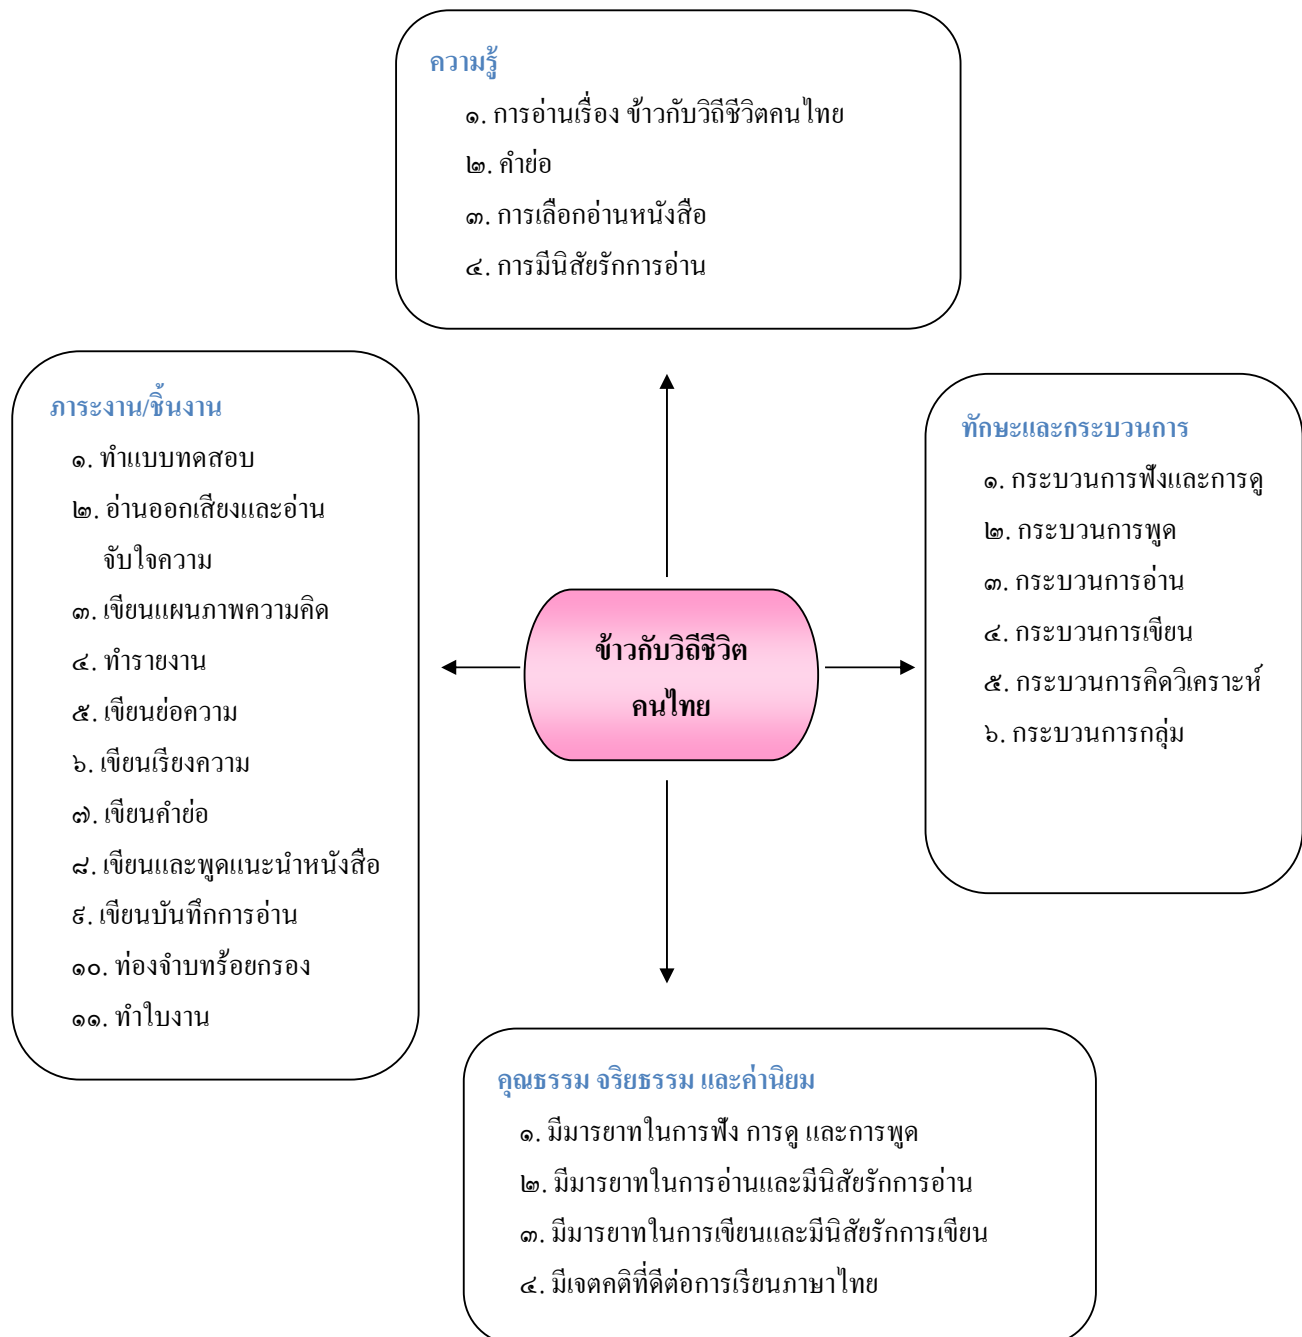 ความรู้
๑. การอ่านเรื่อง ข้าวกับวิถีชีวิตคนไทย
๒. คำย่อ
๓. การเลือกอ่านหนังสือ
๔. การมีนิสัยรักการอ่าน
ภาระงาน/ชิ้นงาน
๑. ทำแบบทดสอบ
๒. อ่านออกเสียงและอ่าน
จับใจความ
๓. เขียนแผนภาพความคิด
๔. ทำรายงาน
๕. เขียนย่อความ
๖. เขียนเรียงความ
๗. เขียนคำย่อ
๘. เขียนและพูดแนะนำหนังสือ
๙. เขียนบันทึกการอ่าน
๑๐. ท่องจำบทร้อยกรอง
๑๑. ทำใบงาน
ข้าวกับวิถีชีวิต
คนไทย
ทักษะและกระบวนการ
๑. กระบวนการฟังและการดู
๒. กระบวนการพูด
๓. กระบวนการอ่าน
๔. กระบวนการเขียน
๕. กระบวนการคิดวิเคราะห์
๖. กระบวนการกลุ่ม
คุณธรรม จริยธรรม และค่านิยม
๑. มีมารยาทในการฟัง การดู และการพูด
๒. มีมารยาทในการอ่านและมีนิสัยรักการอ่าน
๓. มีมารยาทในการเขียนและมีนิสัยรักการเขียน
๔. มีเจตคติที่ดีต่อการเรียนภาษาไทย